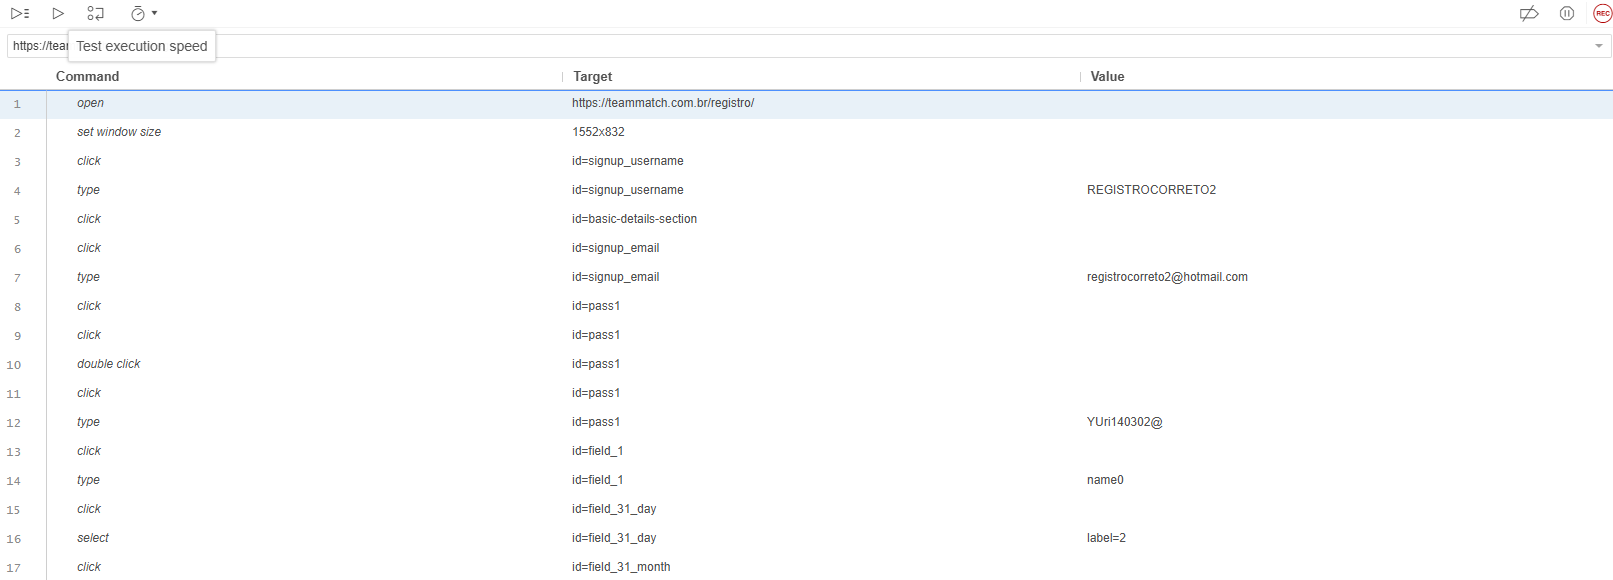 REC
https://tea
Test execution speed
Command Target Value
1 open https://teammatch.com.br/registro/
2 set window size 1552x832
3 click id=signup_username
4 type id=signup_username REGISTROCORRETO2
5 click id=basic-details-section
6 click id=signup_email
7 type id=signup_email registrocorreto2@hotmail.com
8 click id=pass1
9 click id=pass1
10 double click id=pass1
11 click id=pass1
12 type id=pass1 YUri140302@
13 click id=field_1
14 type id=field_1 name0
15 click id=field_31_day
16 select id=field_31_day label=2
17 click id=field_31_month